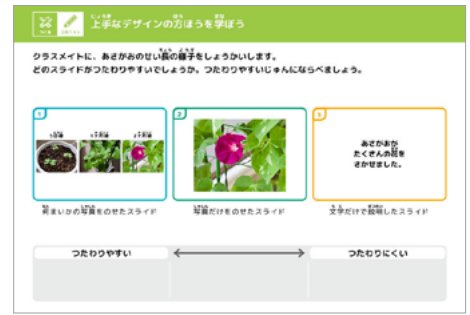 上手なデザインの方ほうを学ぼう
クラスメイトに、あさがおのせい長の様子をしょうかいします。
どのスライドがつたわりやすいでしょうか。つたわりやすいじゅんにならべましょう。
1
2
3
あさがおが
たくさんの花を
さかせました。
何まいかの写真をのせたスライド
写真だけをのせたスライド
文字だけで説明したスライド
つたわりやすい
つたわりにくい